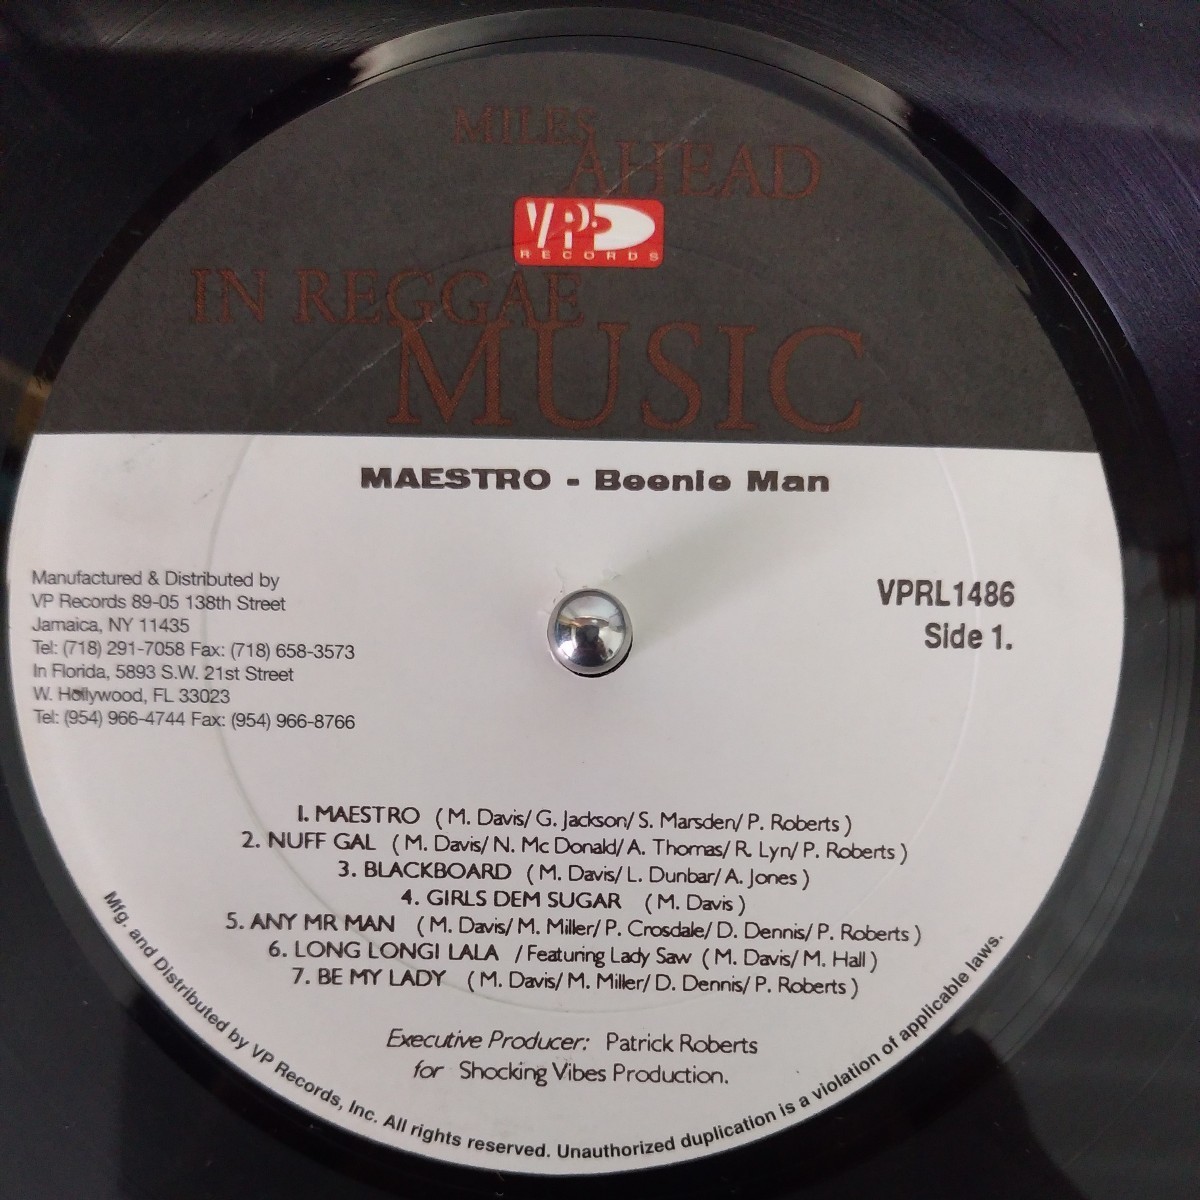 MILES
AHEAD
VP
RECORDS
IN REGGAE
MUSIC
MAESTRO - Beenie Man
Manufactured & Distributed by
VP Records 89-05 138th Street
Jamaica, NY 11435
Tel: (718) 291-7058 Fax: (718) 658-3573
In Florida, 5893 S.W. 21st Street
W. Hollywood, FL 33023
Tel: (954) 966-4744 Fax: (954) 966-8766
VPRL1486
Side 1.
1. MAESTRO (M. Davis/ G. Jackson/ S. Marsden/ P. Roberts)
2. NUFF GAL (M. Davis/ N. Mc Donald/ A. Thomas/ R. Lyn/ P. Roberts)
3. BLACKBOARD (M. Davis/ L. Dunbar/ A. Jones)
4. GIRLS DEM SUGAR (M. Davis)
5. ANY MR MAN (M. Davis/ M. Miller/ P. Crosdale/ D. Dennis/ P. Roberts)
6. LONG LONGI LALA / Featuring Lady Saw (M. Davis/ M. Hall)
7. BE MY LADY (M. Davis/ M. Miller/ D. Dennis/ P. Roberts)
Executive Producer: Patrick Roberts
for Shocking Vibes Production.
Mfg. and Distributed by VP Records, Inc. All rights reserved. Unauthorized duplication is a violation of applicable laws.